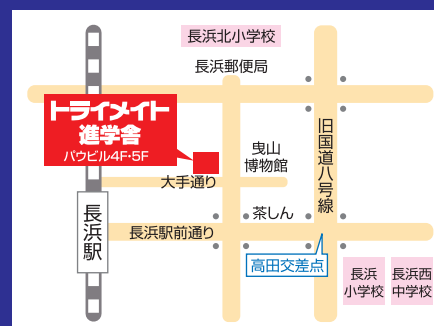 長浜北小学校
長浜郵便局
トライメイト
進学舎
パウビル4F・5F
曳山
博物館
旧国道八号線
大手通り
茶しん
長浜駅
長浜駅前通り
高田交差点
長浜
小学校
長浜西
中学校